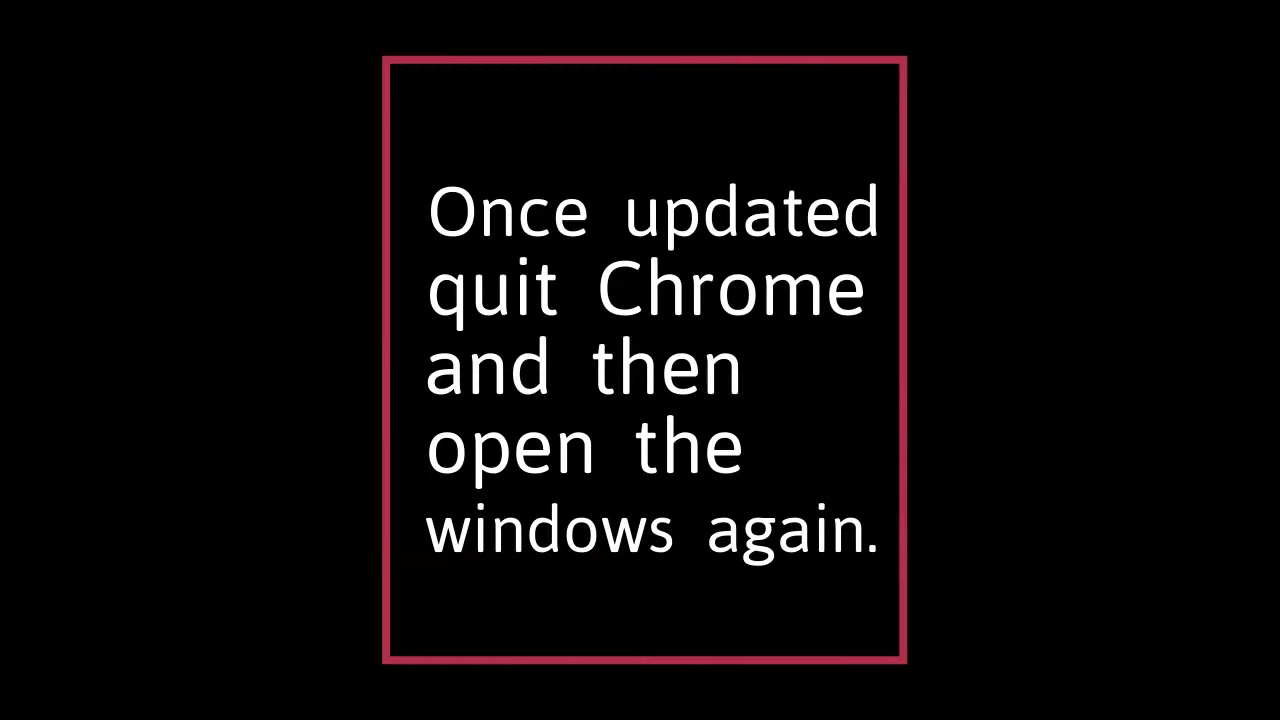 Once updated
quit Chrome
and then
open the
windows again.